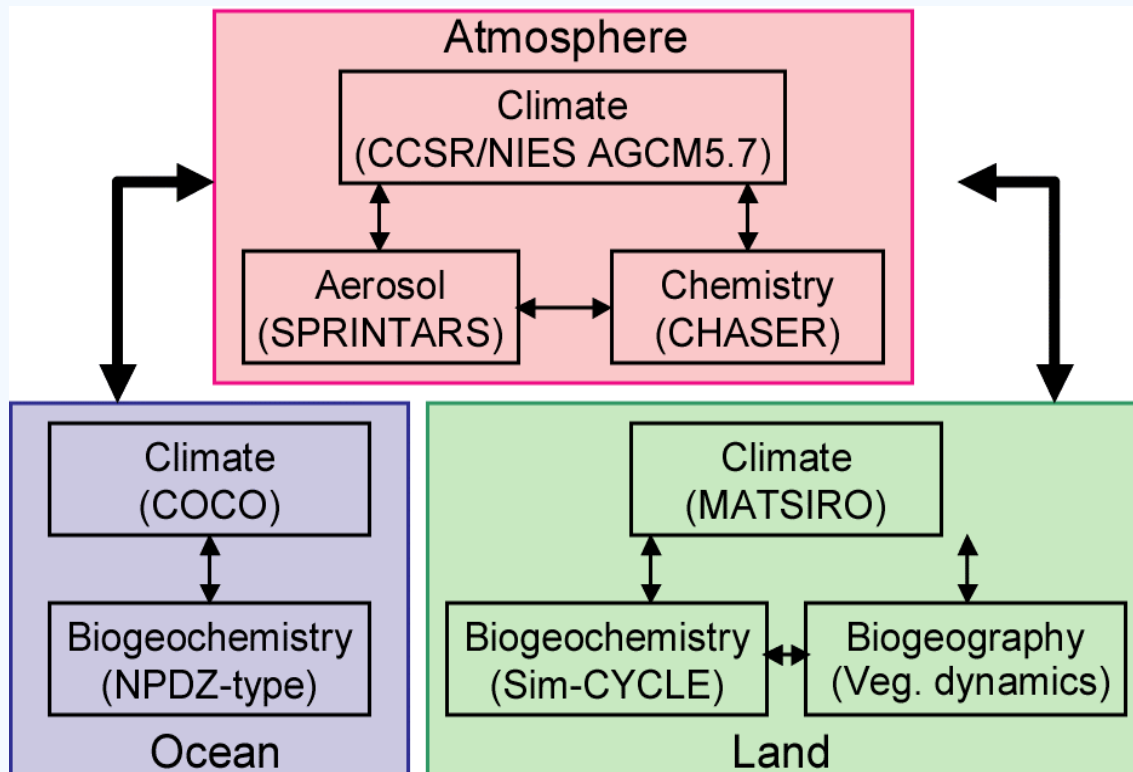 Atmosphere
Climate
(CCSR/NIES AGCM5.7)
Aerosol
(SPRINTARS)
Chemistry
(CHASER)
Climate
(COCO)
Biogeochemistry
(NPDZ-type)
Ocean
Climate
(MATSIRO)
Biogeochemistry
(Sim-CYCLE)
Biogeography
(Veg. dynamics)
Land